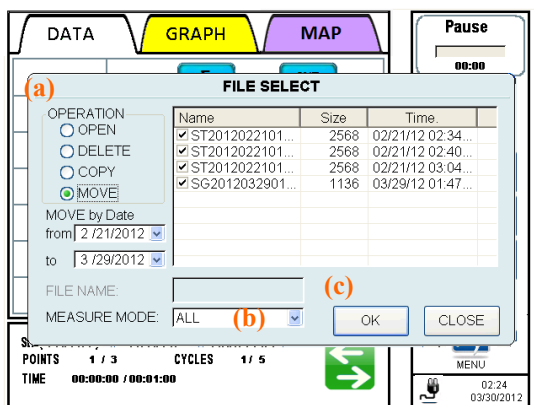 DATA GRAPH MAP Pause
00:00
(a) FILE SELECT
OPERATION
OPEN
DELETE
COPY
MOVE
MOVE by Date
from 2 /21/2012
to 3 /29/2012
Name Size Time.
ST2012022101... 2568 02/21/12 02:34...
ST2012022101... 2568 02/21/12 02:40...
ST2012022101... 2568 02/21/12 03:04...
SG2012032901... 1136 03/29/12 01:47...
FILE NAME:
(c)
MEASURE MODE: ALL (b)
OK CLOSE
POINTS 1 / 3 CYCLES 1/ 5
TIME 00:00:00 / 00:01:00
MENU
02:24
03/30/2012